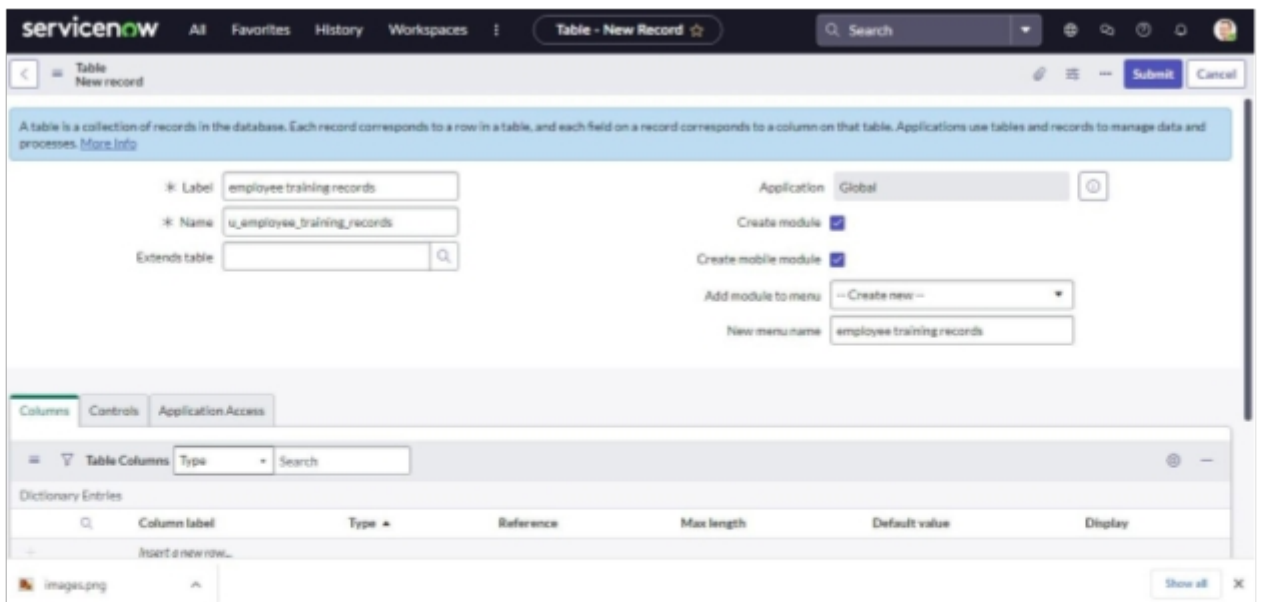 servicenow All Favorites History Workspaces Table - New Record Search
Table
New record
Submit Cancel
A table is a collection of records in the database. Each record corresponds to a row in a table, and each field on a record corresponds to a column on that table. Applications use tables and records to manage data and
processes. More Info
Label employee training records Application Global
Name u_employee_training_records Create module
Extends table Create mobile module
Add module to menu -- Create new --
New menu name employee training records
Columns Controls Application Access
Table Columns Type Search
Dictionary Entries
Column label Type Reference Max length Default value Display
Insert a new row...
images.png Show all